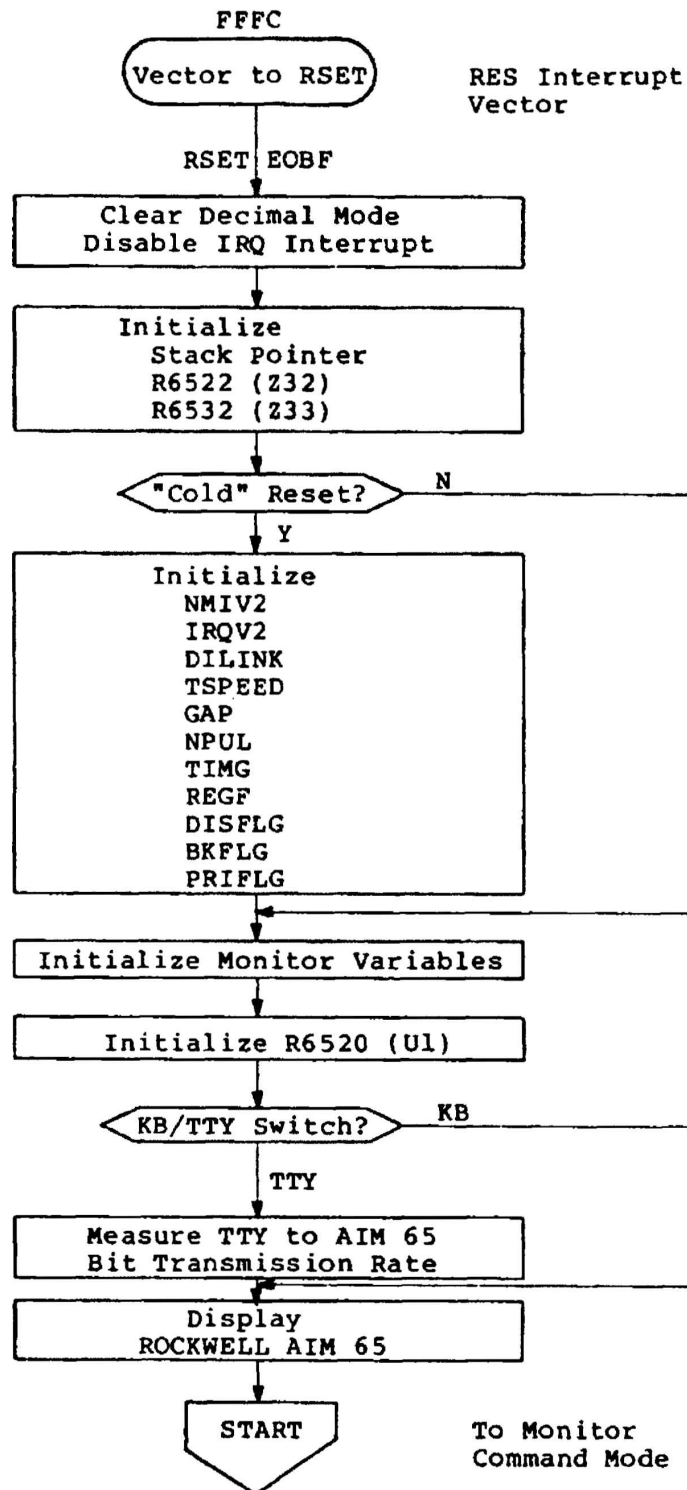 FFFC
Vector to RSET
RES Interrupt
Vector
RSET EOBF
Clear Decimal Mode
Disable IRQ Interrupt
Initialize
Stack Pointer
R6522 (Z32)
R6532 (Z33)
"Cold" Reset?
N
Y
Initialize
NMIV2
IRQV2
DILINK
TSPEED
GAP
NPUL
TIMG
REGF
DISFLG
BKFLG
PRIFLG
Initialize Monitor Variables
Initialize R6520 (U1)
KB/TTY Switch?
KB
TTY
Measure TTY to AIM 65
Bit Transmission Rate
Display
ROCKWELL AIM 65
START
To Monitor
Command Mode